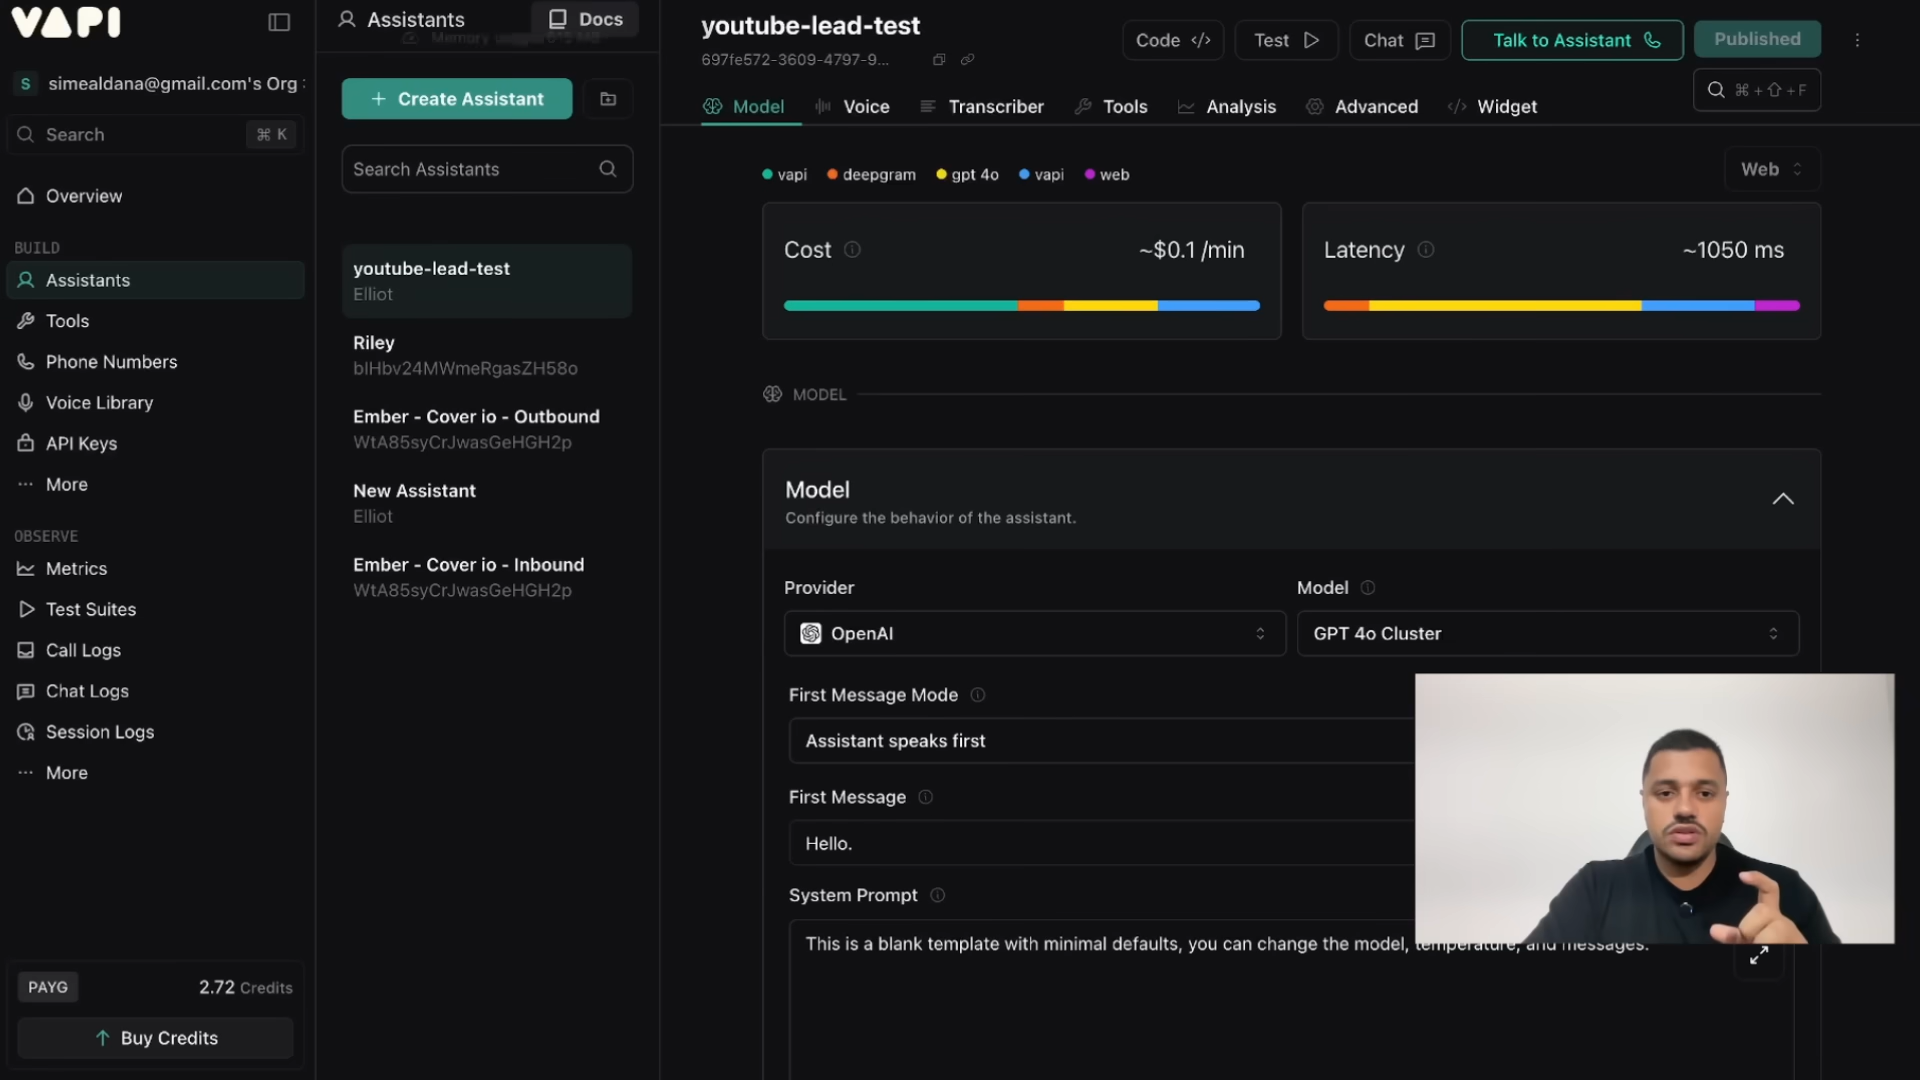 VAPI
simealdana@gmail.com's Org
S
Search
⌘ K
Overview
BUILD
Assistants
Tools
Phone Numbers
Voice Library
API Keys
More
OBSERVE
Metrics
Test Suites
Call Logs
Chat Logs
Session Logs
More
PAYG
2.72 Credits
Buy Credits
Assistants
Docs
Memory
Create Assistant
Search Assistants
youtube-lead-test
Elliot
Riley
bIHbv24MWmeRgasZH58o
Ember - Cover io - Outbound
WtA85syCrJwasGeHGH2p
New Assistant
Elliot
Ember - Cover io - Inbound
WtA85syCrJwasGeHGH2p
youtube-lead-test
697fe572-3609-4797-9...
Code </>
Test
Chat
Talk to Assistant
Published
⌘ + ⇧ + F
Model
Voice
Transcriber
Tools
Analysis
Advanced
Widget
vapi
deepgram
gpt 4o
vapi
web
Web
Cost
~$0.1 /min
Latency
~1050 ms
MODEL
Model
Configure the behavior of the assistant.
Provider
Model
OpenAI
GPT 4o Cluster
First Message Mode
Assistant speaks first
First Message
Hello.
System Prompt
This is a blank template with minimal defaults, you can change the model, temperature, and messages.